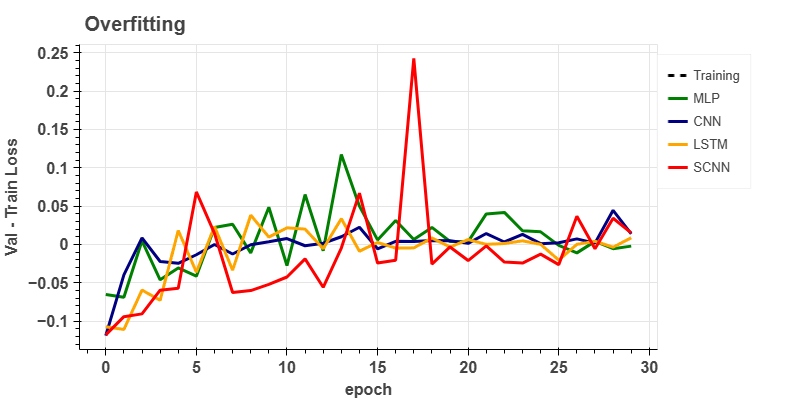 Overfitting
0.25
0.2
0.15
0.1
0.05
0
−0.05
−0.1
Val - Train Loss
0 5 10 15 20 25 30
epoch
Training
MLP
CNN
LSTM
SCNN